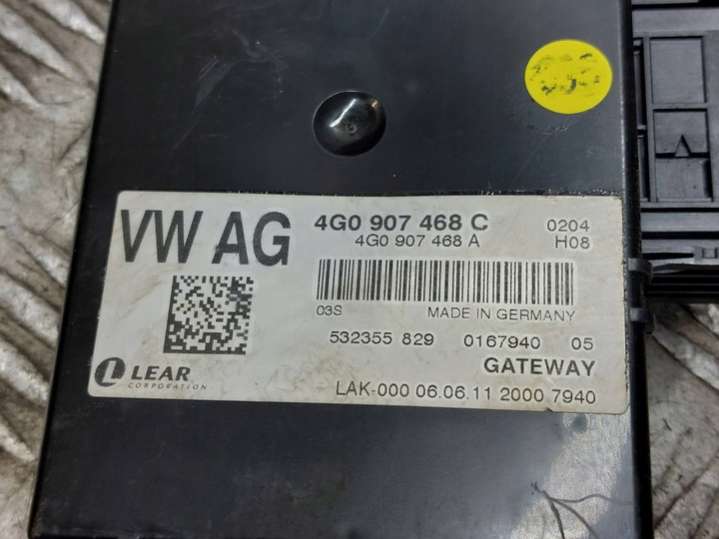 VW AG
4G0 907 468 C 0204
4G0 907 468 A H08
03S MADE IN GERMANY
532355 829 0167940 05
LEAR
CORPORATION
GATEWAY
LAK-000 06.06.11 2000 7940